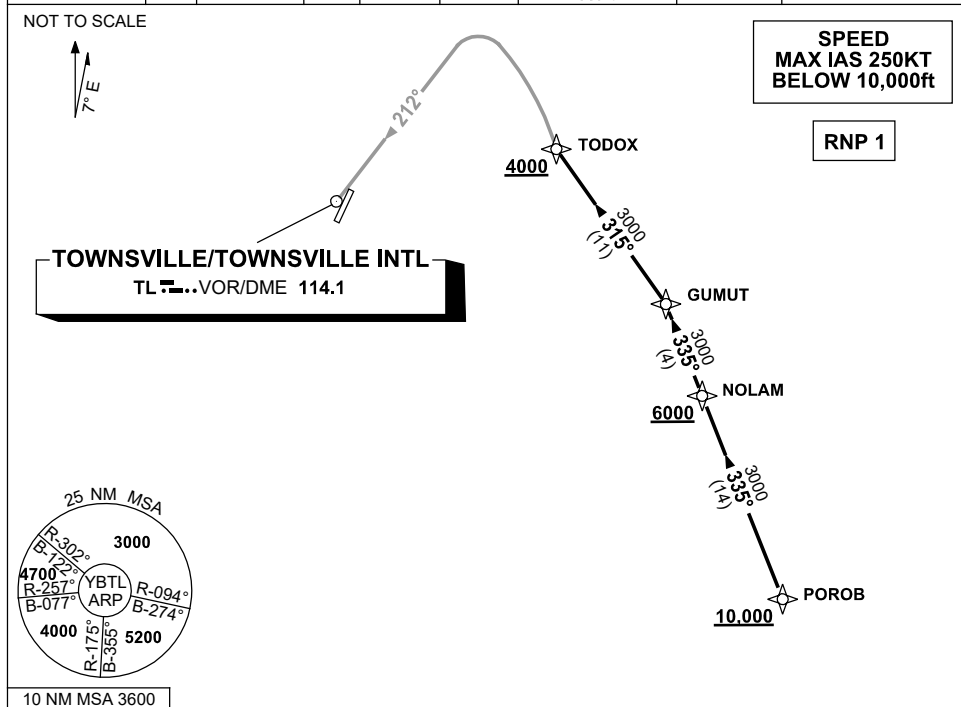 NOT TO SCALE
7° E
SPEED
MAX IAS 250KT
BELOW 10,000ft
RNP 1
212°
TODOX
4000
3000
315°
(11)
TOWNSVILLE/TOWNSVILLE INTL
TL VOR/DME 114.1
GUMUT
3000
335°
(4)
NOLAM
6000
3000
335°
(14)
POROB
10,000
25 NM MSA
3000
R-302°
B-122°
4700
R-257°
B-077°
YBTL
ARP
R-094°
B-274°
4000
R-175°
B-355°
5200
10 NM MSA 3600